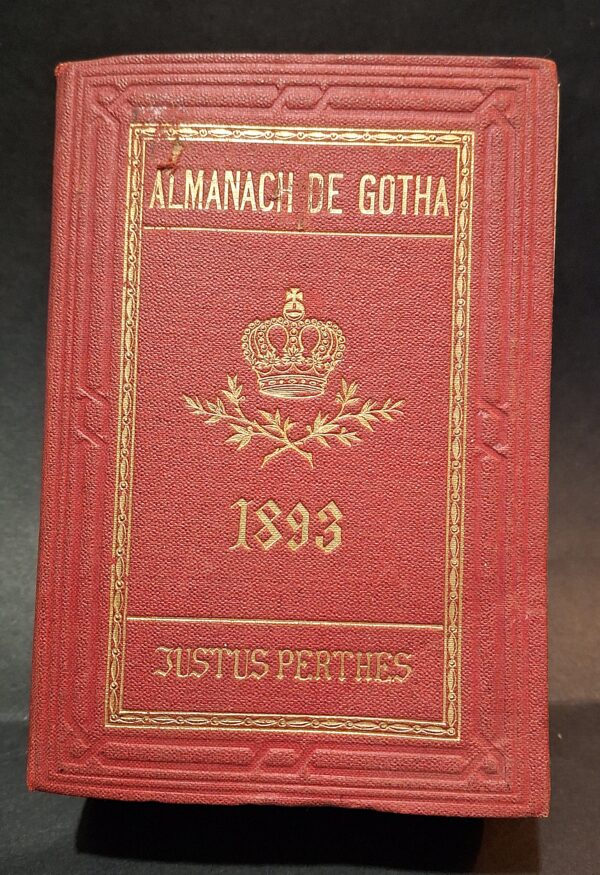 ALMANACH DE GOTHA
1893
JUSTUS PERTHES